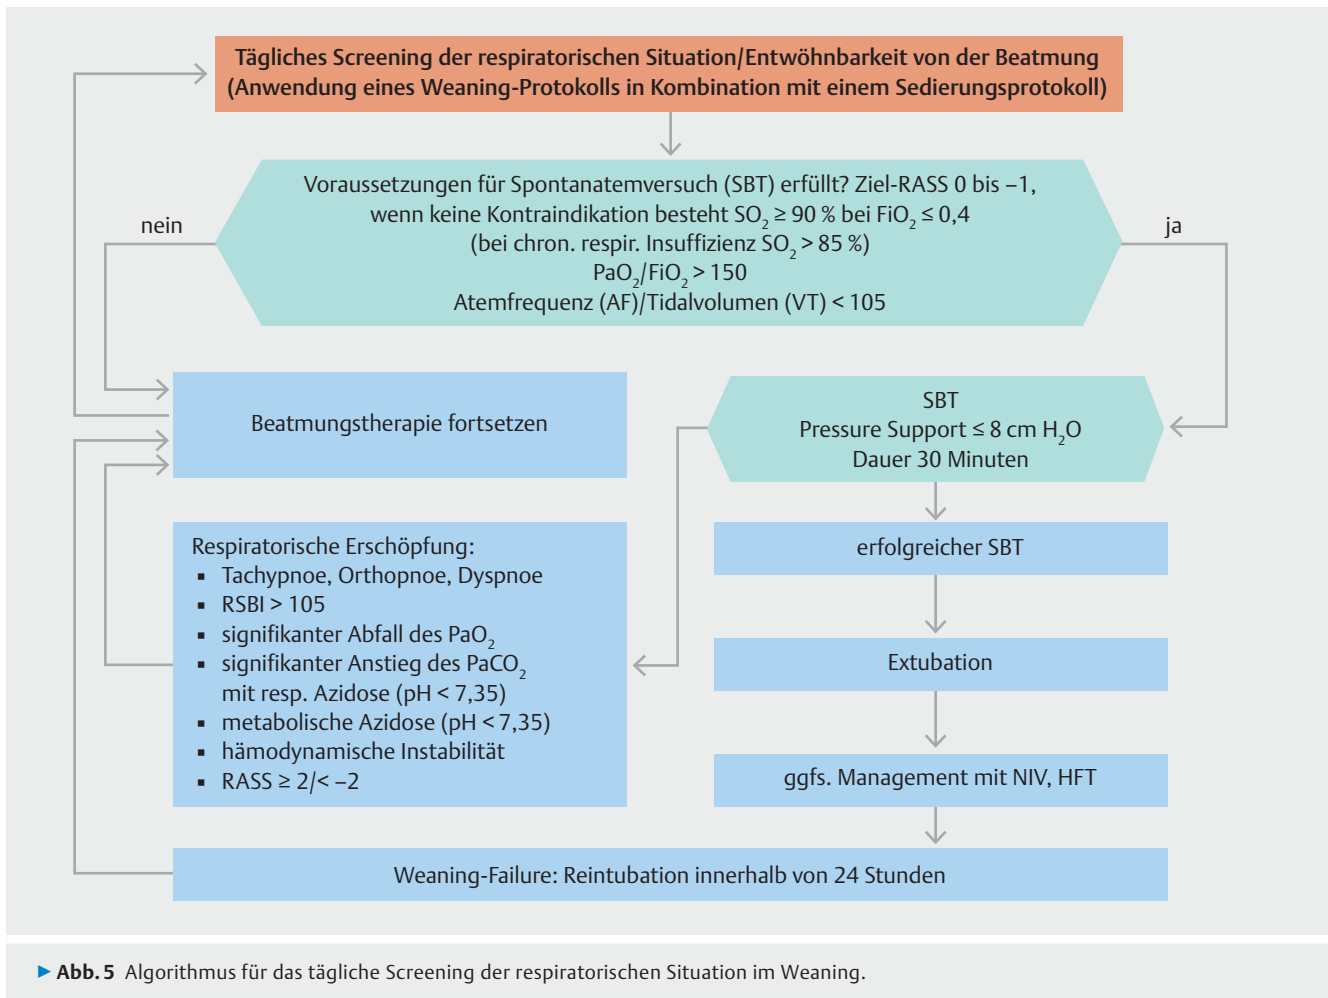 Tägliches Screening der respiratorischen Situation/Entwöhnbarkeit von der Beatmung
(Anwendung eines Weaning-Protokolls in Kombination mit einem Sedierungsprotokoll)
Voraussetzungen für Spontanatemversuch (SBT) erfüllt? Ziel-RASS 0 bis –1,
wenn keine Kontraindikation besteht SO₂ ≥ 90 % bei FiO₂ ≤ 0,4
(bei chron. respir. Insuffizienz SO₂ > 85 %)
PaO₂/FiO₂ > 150
Atemfrequenz (AF)/Tidalvolumen (VT) < 105
nein
ja
Beatmungstherapie fortsetzen
SBT
Pressure Support ≤ 8 cm H₂O
Dauer 30 Minuten
Respiratorische Erschöpfung:
▪ Tachypnoe, Orthopnoe, Dyspnoe
▪ RSBI > 105
▪ signifikanter Abfall des PaO₂
▪ signifikanter Anstieg des PaCO₂
mit resp. Azidose (pH < 7,35)
▪ metabolische Azidose (pH < 7,35)
▪ hämodynamische Instabilität
▪ RASS ≥ 2/< –2
erfolgreicher SBT
Extubation
ggfs. Management mit NIV, HFT
Weaning-Failure: Reintubation innerhalb von 24 Stunden
▶ Abb. 5 Algorithmus für das tägliche Screening der respiratorischen Situation im Weaning.